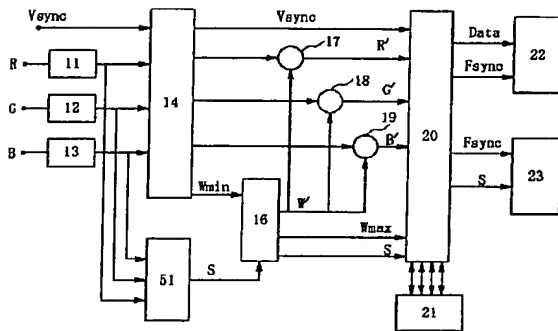 Vsync
Vsync
17
R
11
R'
Data
22
Fsync
18
G
12
14
G'
19
B
13
B'
20
Fsync
Wmin
23
W'
S
16
Wmax
51
S
S
21